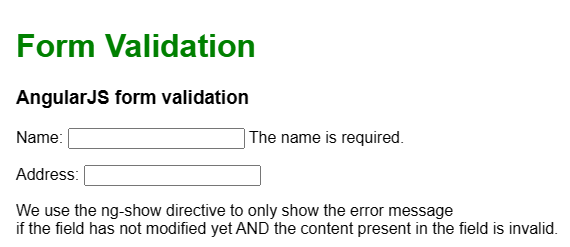 Form Validation
AngularJS form validation
Name: The name is required.
Address:
We use the ng-show directive to only show the error message
if the field has not modified yet AND the content present in the field is invalid.